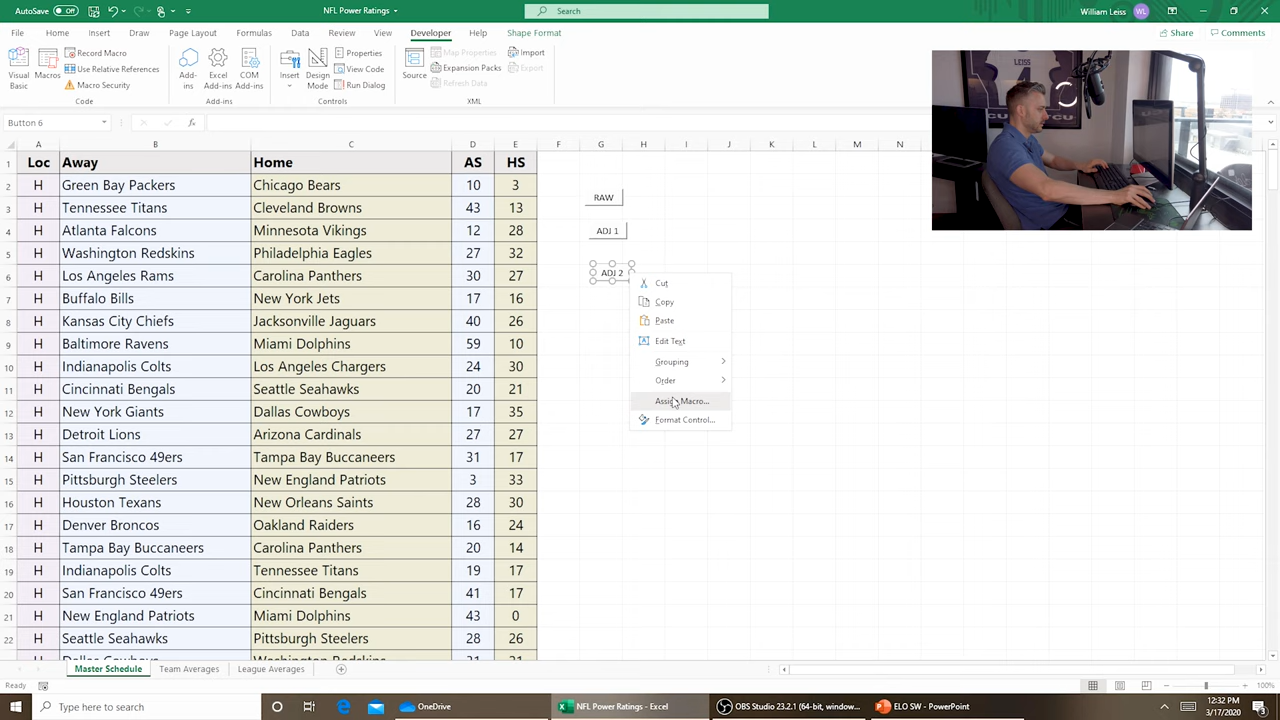 AutoSave Off NFL Power Ratings Search William Leiss WL
File Home Insert Draw Page Layout Formulas Data Review View Developer Help Shape Format Share Comments
Visual Basic Macros Record Macro Use Relative References Macro Security Code
Add-ins Excel Add-ins COM Add-ins Add-ins
Insert Design Mode Properties View Code Run Dialog Controls
Source Map Properties Expansion Packs Refresh Data Import Export XML
Button 6 fx
A B C D E F G H I J K L M N
1 Loc Away Home AS HS
2 H Green Bay Packers Chicago Bears 10 3
3 H Tennessee Titans Cleveland Browns 43 13
4 H Atlanta Falcons Minnesota Vikings 12 28
5 H Washington Redskins Philadelphia Eagles 27 32
6 H Los Angeles Rams Carolina Panthers 30 27
7 H Buffalo Bills New York Jets 17 16
8 H Kansas City Chiefs Jacksonville Jaguars 40 26
9 H Baltimore Ravens Miami Dolphins 59 10
10 H Indianapolis Colts Los Angeles Chargers 24 30
11 H Cincinnati Bengals Seattle Seahawks 20 21
12 H New York Giants Dallas Cowboys 17 35
13 H Detroit Lions Arizona Cardinals 27 27
14 H San Francisco 49ers Tampa Bay Buccaneers 31 17
15 H Pittsburgh Steelers New England Patriots 3 33
16 H Houston Texans New Orleans Saints 28 30
17 H Denver Broncos Oakland Raiders 16 24
18 H Tampa Bay Buccaneers Carolina Panthers 20 14
19 H Indianapolis Colts Tennessee Titans 19 17
20 H San Francisco 49ers Cincinnati Bengals 41 17
21 H New England Patriots Miami Dolphins 43 0
22 H Seattle Seahawks Pittsburgh Steelers 28 26
Dallas Cowboys Washington Redskins 31 21
RAW
ADJ 1
ADJ 2
Cut
Copy
Paste
Edit Text
Grouping
Order
Assign Macro...
Format Control...
LEISS
TCU TCU
Master Schedule Team Averages League Averages
Ready 100%
Type here to search OneDrive NFL Power Ratings - Excel OBS Studio 23.2.1 (64-bit, window... ELO SW - PowerPoint 12:32 PM
3/17/2020